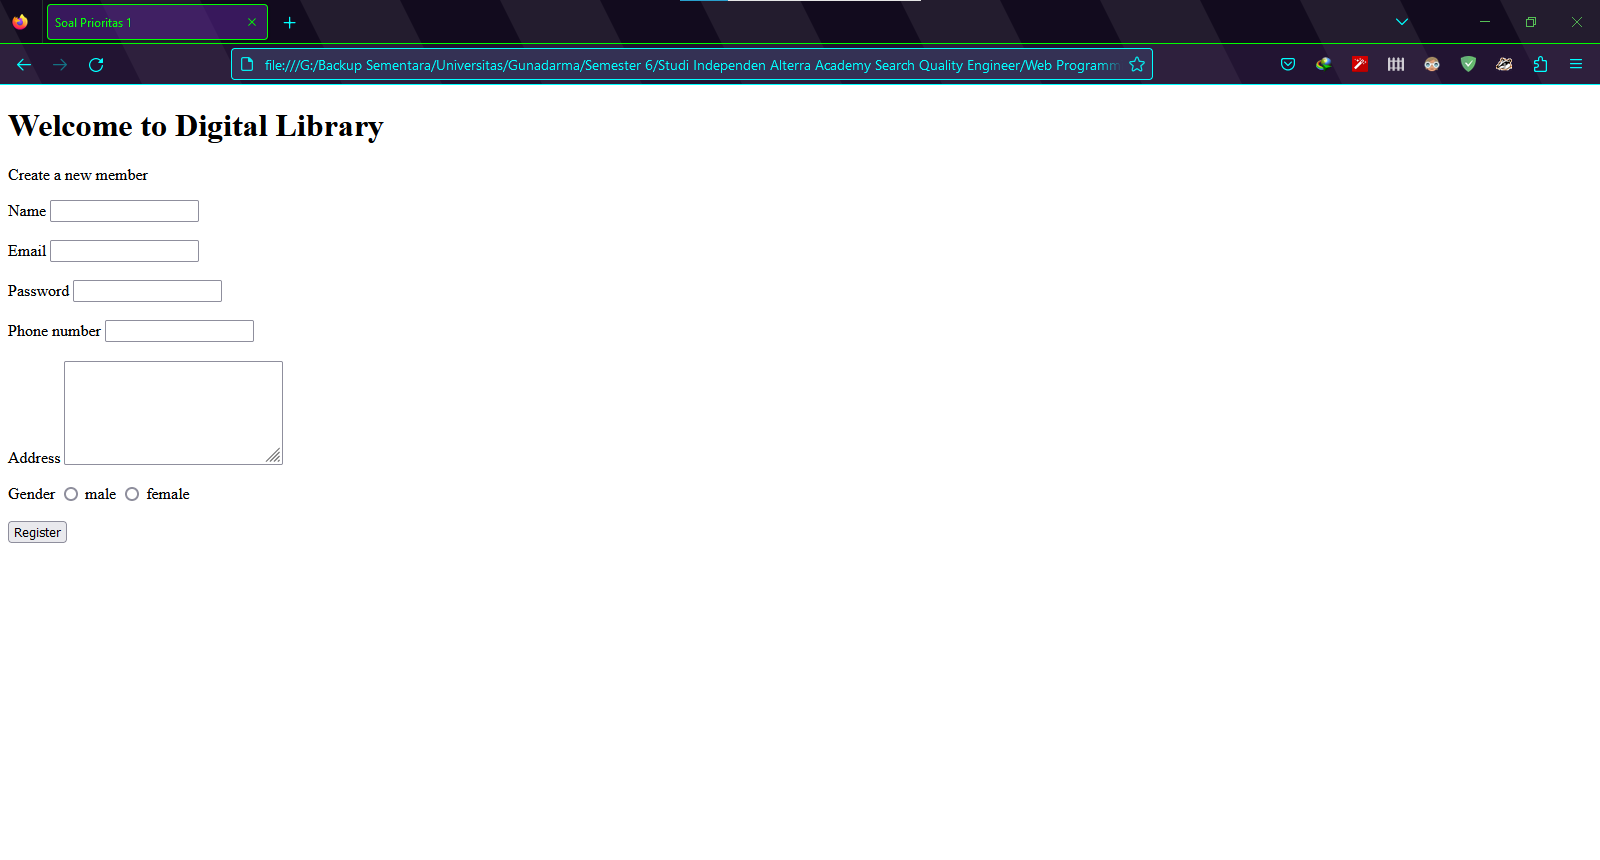 Soal Prioritas 1
file:///G:/Backup Sementara/Universitas/Gunadarma/Semester 6/Studi Independen Alterra Academy Search Quality Engineer/Web Programm
Welcome to Digital Library
Create a new member
Name
Email
Password
Phone number
Address
Gender male female
Register